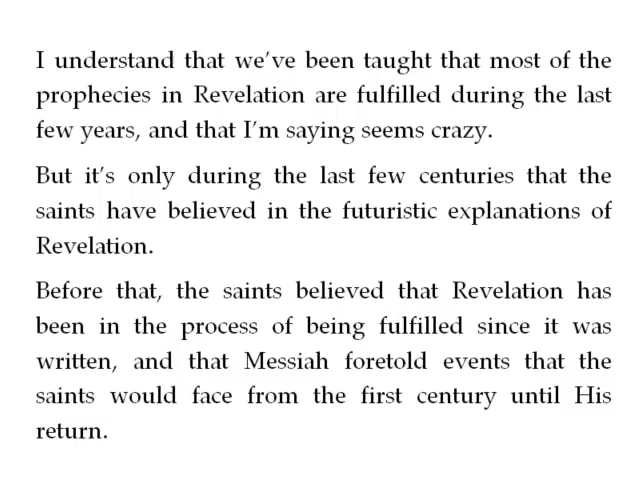 I understand that we've been taught that most of the
prophecies in Revelation are fulfilled during the last
few years, and that I'm saying seems crazy.
But it's only during the last few centuries that the
saints have believed in the futuristic explanations of
Revelation.
Before that, the saints believed that Revelation has
been in the process of being fulfilled since it was
written, and that Messiah foretold events that the
saints would face from the first century until His
return.